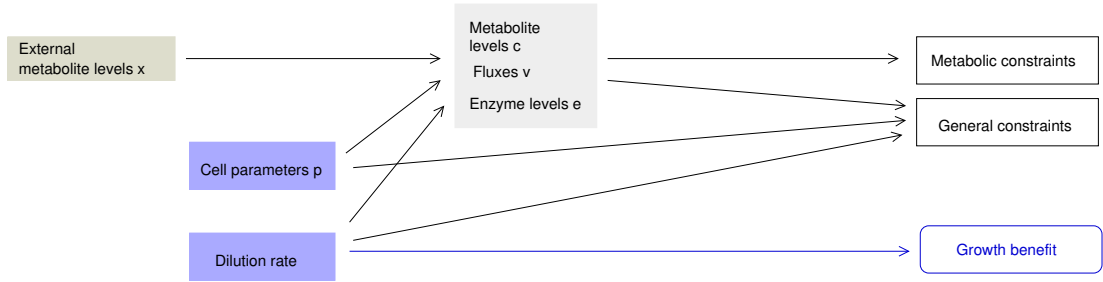 External
metabolite levels x
Metabolite
levels c
Fluxes v
Enzyme levels e
Metabolic constraints
General constraints
Cell parameters p
Dilution rate
Growth benefit